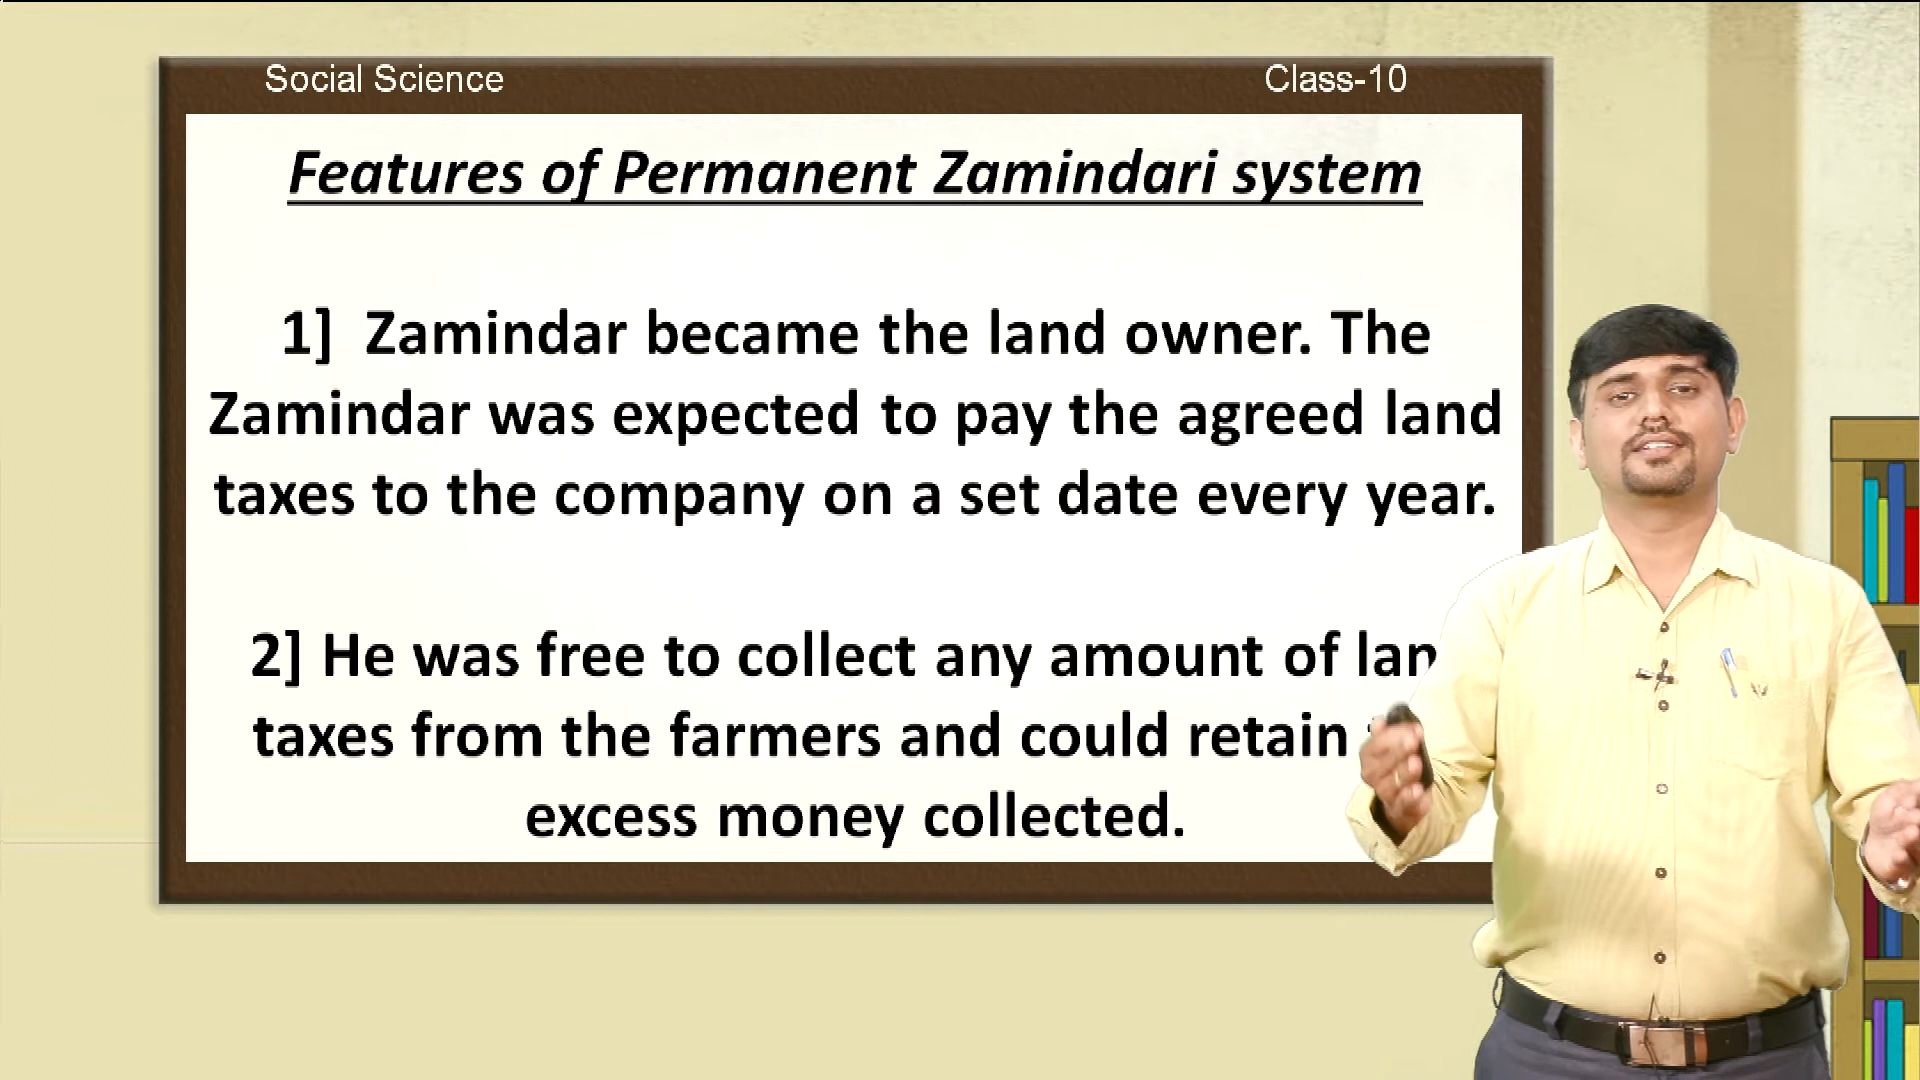 Social Science Class-10
Features of Permanent Zamindari system
1] Zamindar became the land owner. The
Zamindar was expected to pay the agreed land
taxes to the company on a set date every year.
2] He was free to collect any amount of lan
taxes from the farmers and could retain
excess money collected.